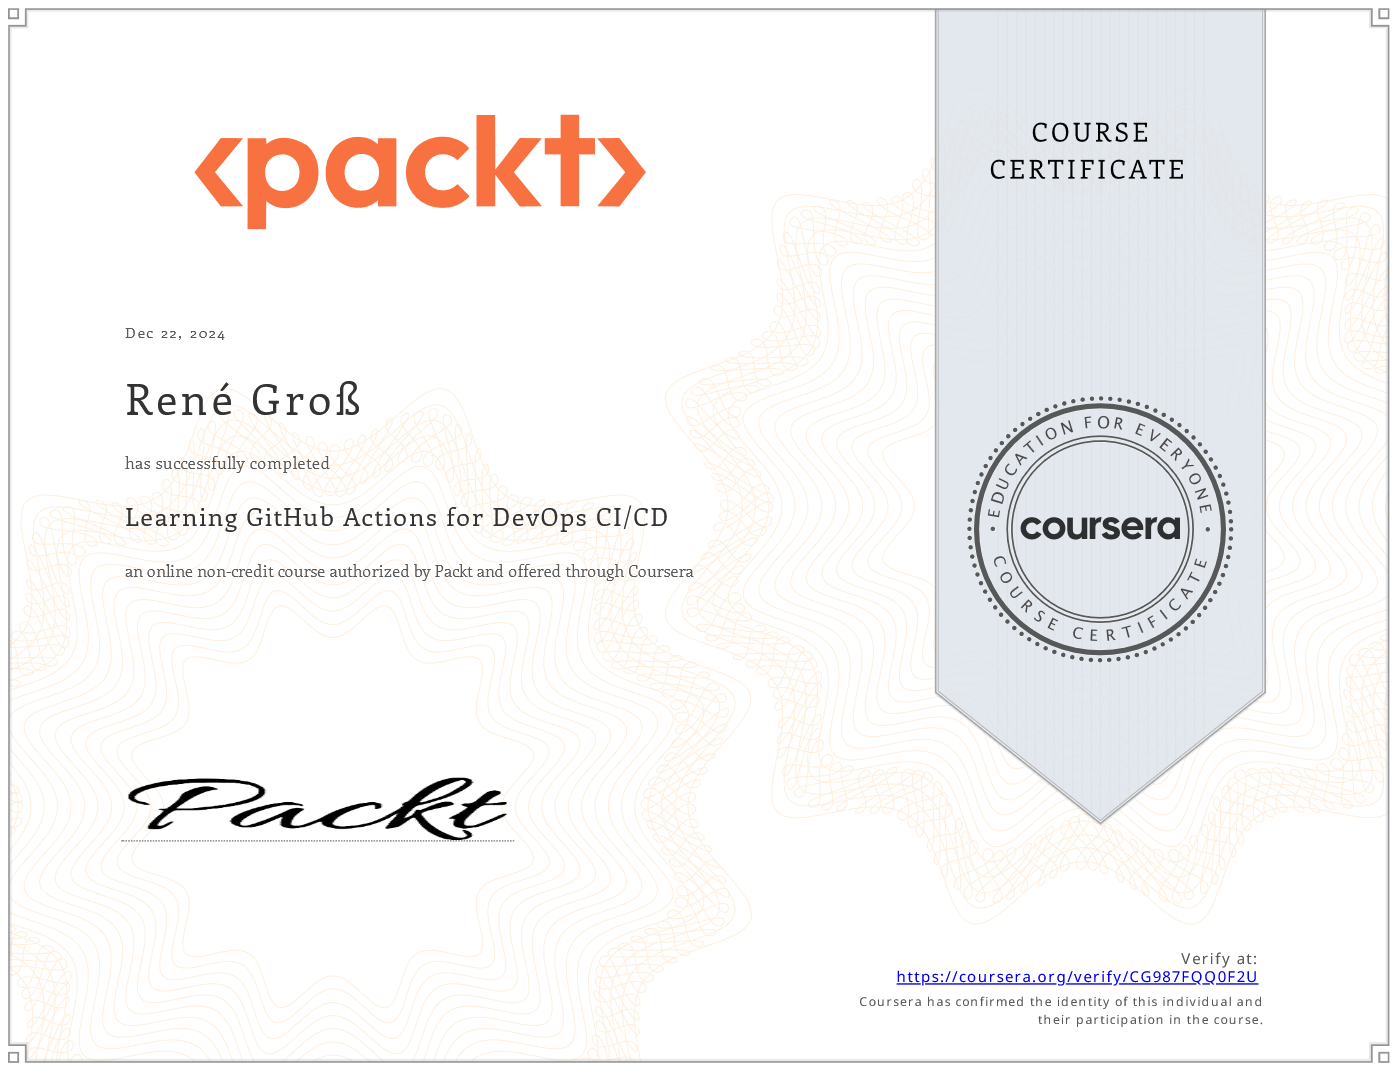 <packt>
COURSE
CERTIFICATE
Dec 22, 2024
René Groß
has successfully completed
Learning GitHub Actions for DevOps CI/CD
an online non-credit course authorized by Packt and offered through Coursera
EDUCATION FOR EVERYONE
coursera
COURSE CERTIFICATE
Packt
Verify at:
https://coursera.org/verify/CG987FQQ0F2U
Coursera has confirmed the identity of this individual and
their participation in the course.